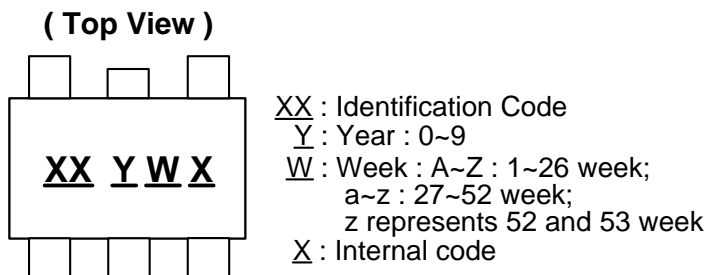 ( Top View )
XX Y W X
XX : Identification Code
Y : Year : 0~9
W : Week : A~Z : 1~26 week;
a~z : 27~52 week;
z represents 52 and 53 week
X : Internal code